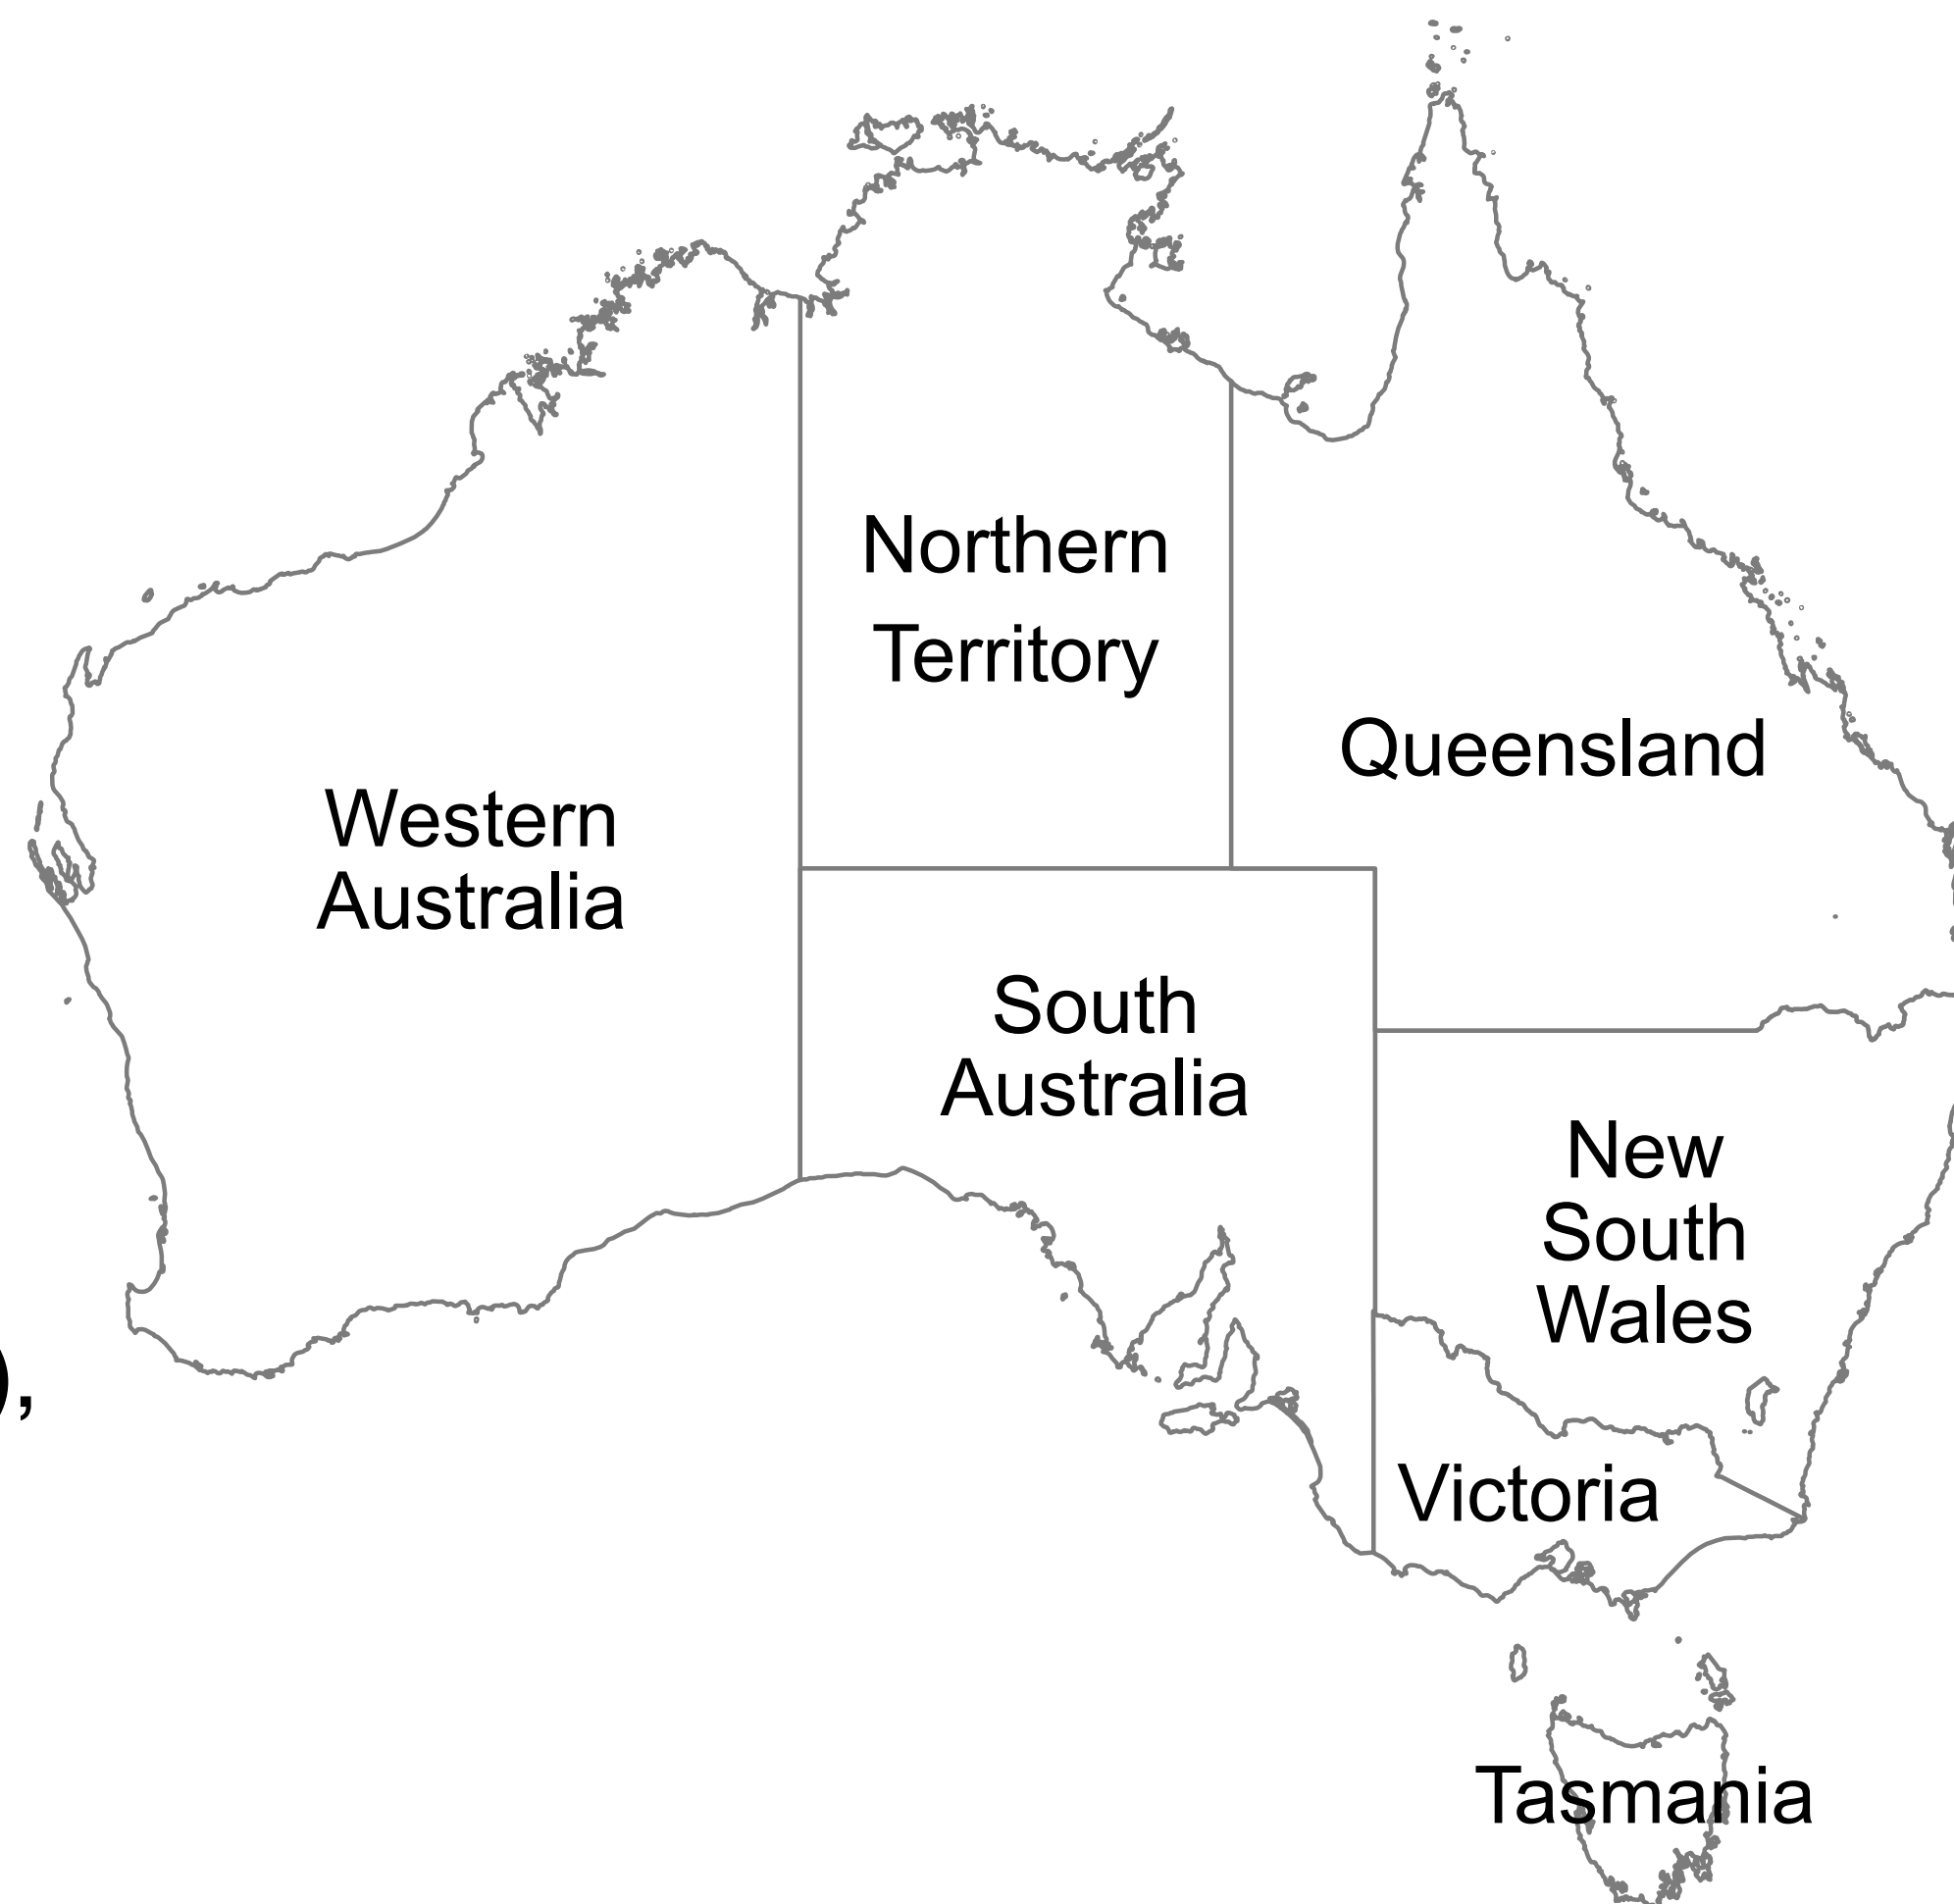 Northern
Territory
Queensland
Western
Australia
South
Australia
New
South
Wales
),
Victoria
Tasmania